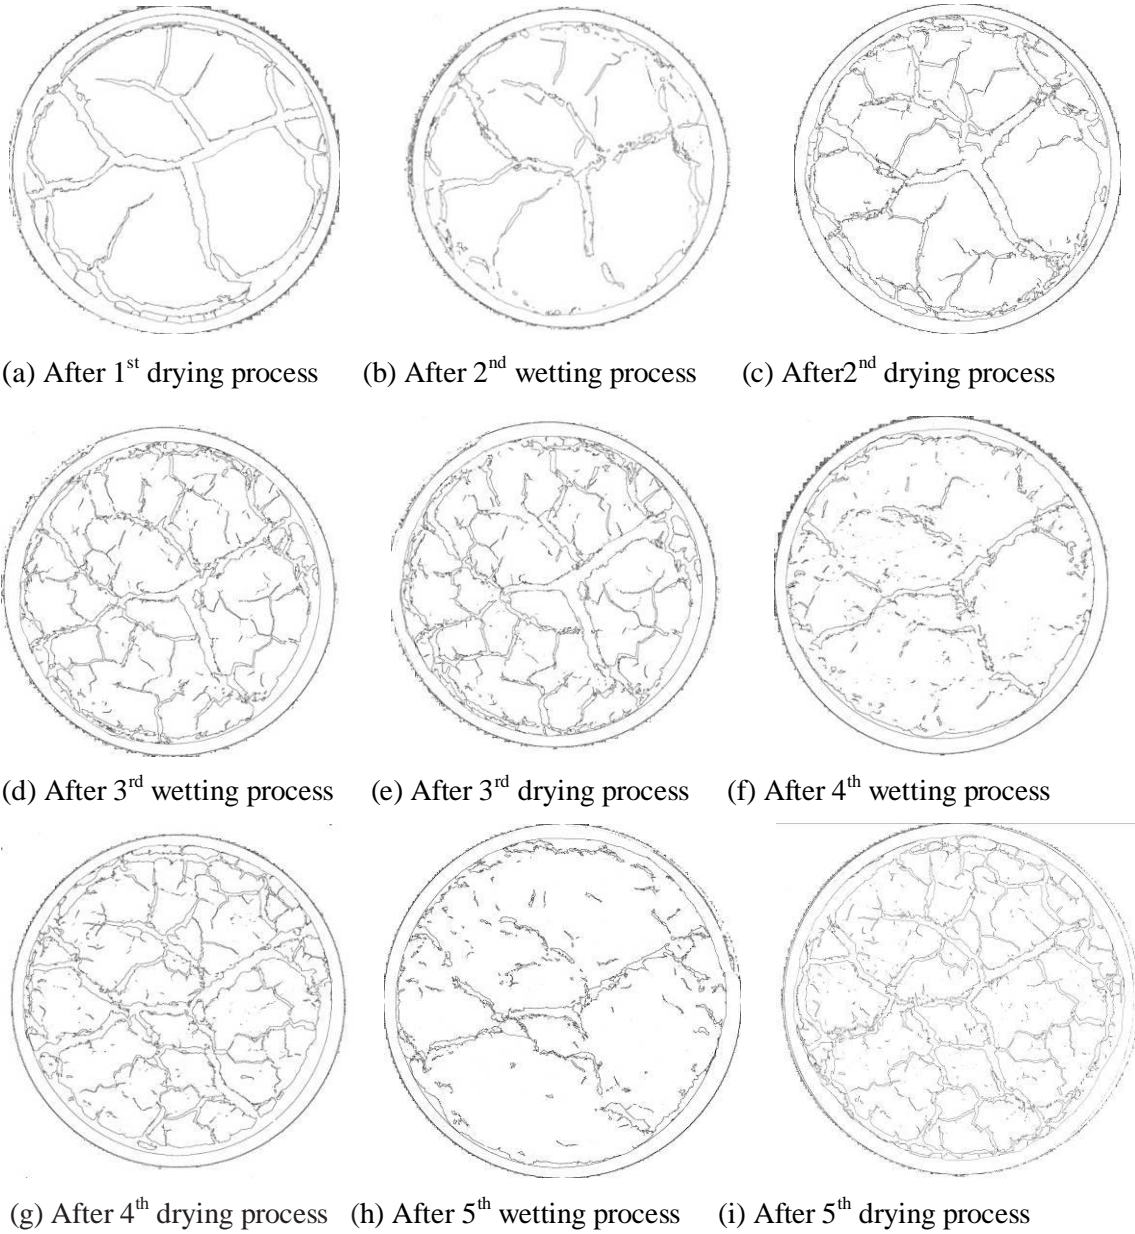 (a) After 1st drying process (b) After 2nd wetting process (c) After2nd drying process
(d) After 3rd wetting process (e) After 3rd drying process (f) After 4th wetting process
(g) After 4th drying process (h) After 5th wetting process (i) After 5th drying process